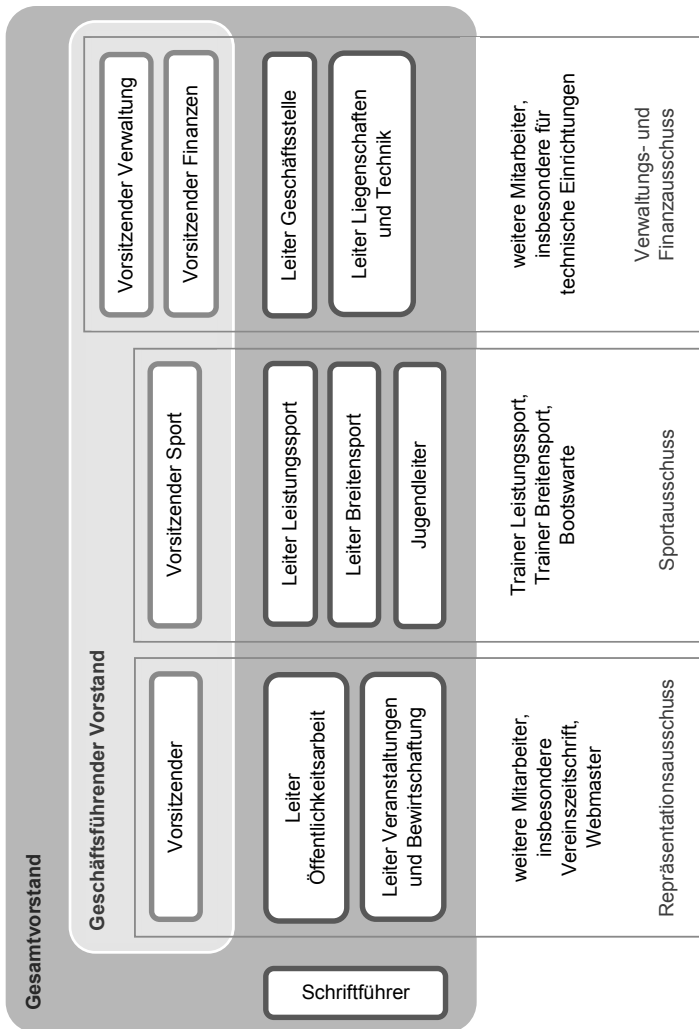 Gesamtvorstand
Geschäftsführender Vorstand
Schriftführer
Vorsitzender
Leiter
Öffentlichkeitsarbeit
Leiter Veranstaltungen
und Bewirtschaftung
weitere Mitarbeiter,
insbesondere
Vereinszeitschrift,
Webmaster
Repräsentationsausschuss
Vorsitzender Sport
Leiter Leistungssport
Leiter Breitensport
Jugendleiter
Trainer Leistungssport,
Trainer Breitensport,
Bootswarte
Sportausschuss
Vorsitzender Verwaltung
Vorsitzender Finanzen
Leiter Geschäftsstelle
Leiter Liegenschaften
und Technik
weitere Mitarbeiter,
insbesondere für
technische Einrichtungen
Verwaltungs- und
Finanzausschuss